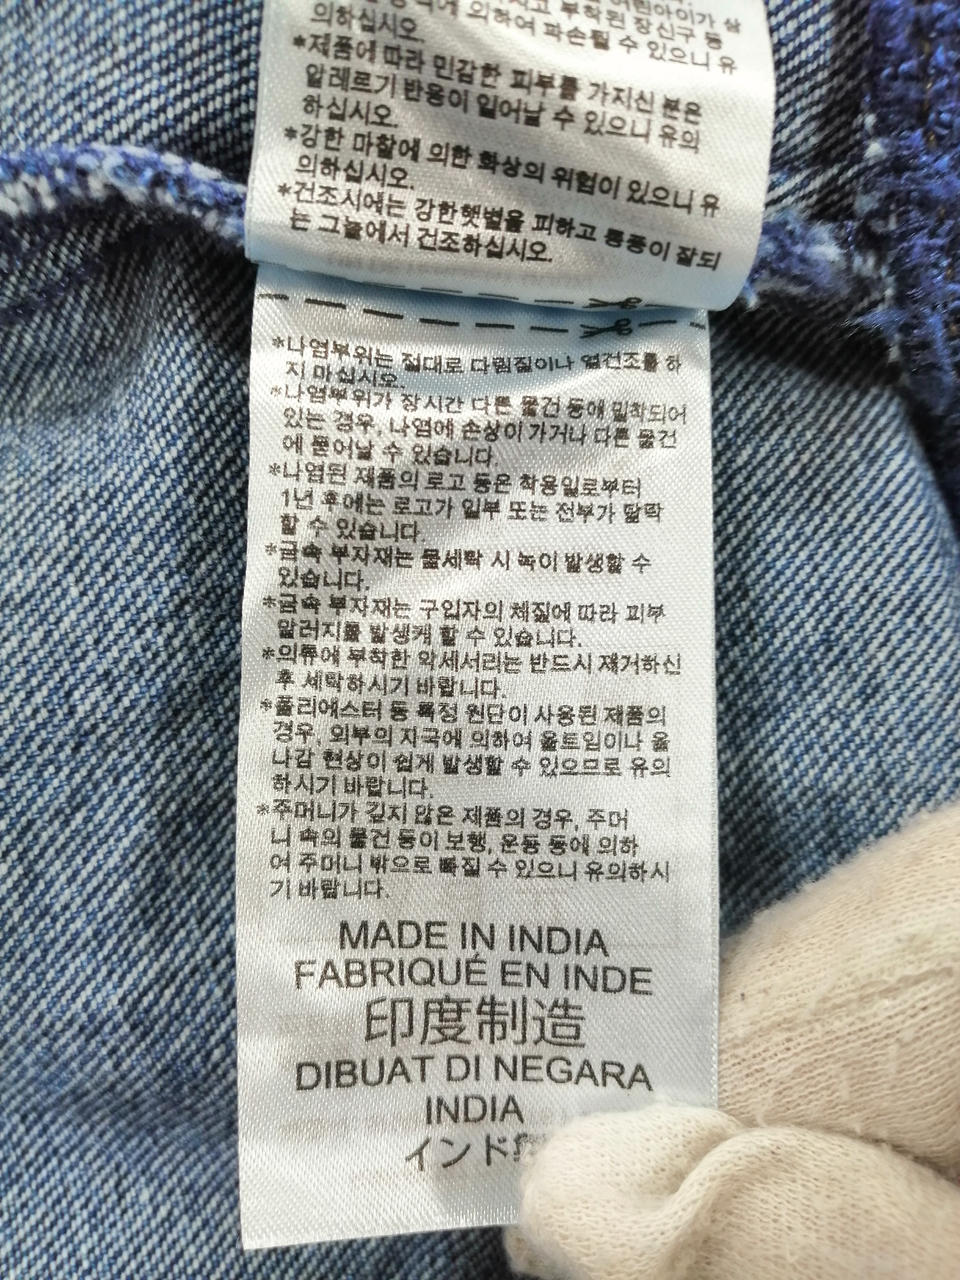 의하여 파손될 수 있으니 유
의하십시오.
*제품에 따라 민감한 피부를 가지신 분은
알레르기 반응이 일어날 수 있으니 유의
하십시오.
*강한 마찰에 의한 화상의 위험이 있으니 유
의하십시오.
*건조시에는 강한햇볕을 피하고 통풍이 잘되
는 그늘에서 건조하십시오.
*나염부위는 절대로 다림질이나 열건조를 하
지 마십시오.
*나염부위가 장시간 다른 물건 등에 밀착되어
있는 경우, 나염에 손상이 가거나 다른 물건
에 묻어날 수 있습니다.
*나염된 제품의 로고 등은 착용일로부터
1년 후에는 로고가 일부 또는 전부가 탈락
할 수 있습니다.
*금속 부자재는 물세탁 시 녹이 발생할 수
있습니다.
*금속 부자재는 구입자의 체질에 따라 피부
알러지를 발생케 할 수 있습니다.
*의류에 부착한 악세서리는 반드시 제거하신
후 세탁하시기 바랍니다.
*폴리에스터 등 특정 원단이 사용된 제품의
경우, 외부의 자극에 의하여 올트임이나 올
나감 현상이 쉽게 발생할 수 있으므로 유의
하시기 바랍니다.
*주머니가 깊지 않은 제품의 경우, 주머
니 속의 물건 등이 보행, 운동 등에 의하
여 주머니 밖으로 빠질 수 있으니 유의하시
기 바랍니다.
MADE IN INDIA
FABRIQUÉ EN INDE
印度制造
DIBUAT DI NEGARA
INDIA
インド